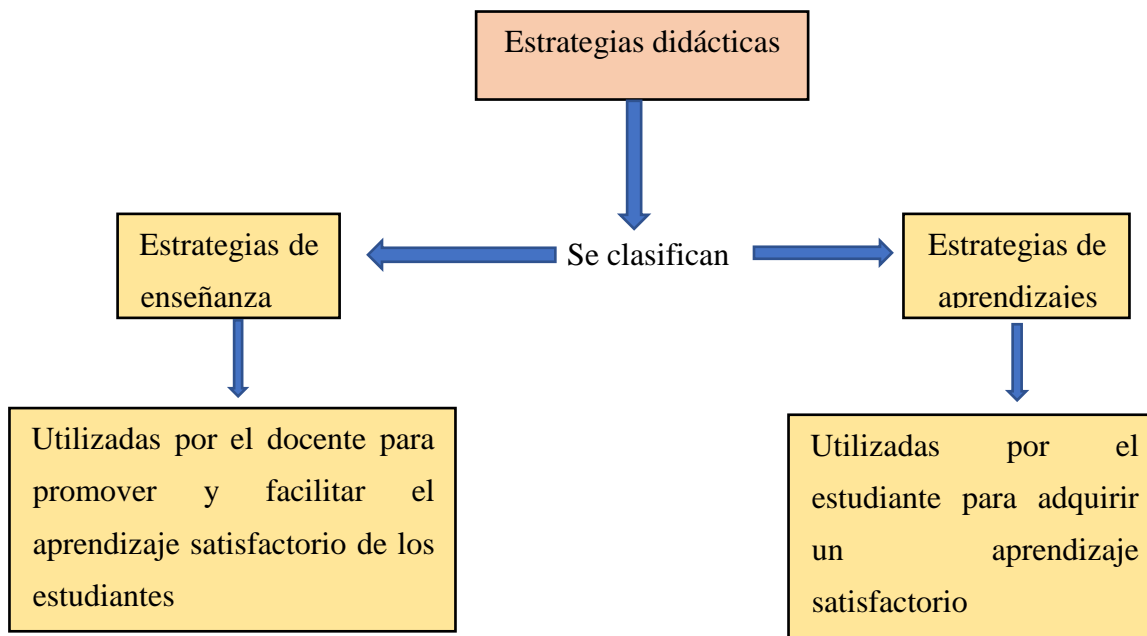 Estrategias didácticas
Se clasifican
Estrategias de
enseñanza
Estrategias de
aprendizajes
Utilizadas por el docente para
promover y facilitar el
aprendizaje satisfactorio de los
estudiantes
Utilizadas por el
estudiante para adquirir
un aprendizaje
satisfactorio